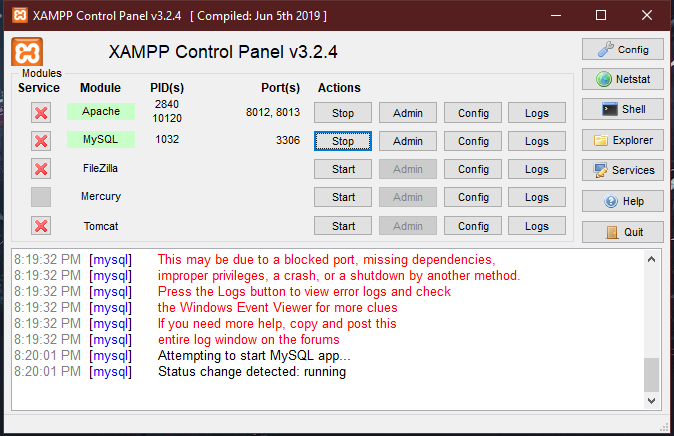 XAMPP Control Panel v3.2.4 [ Compiled: Jun 5th 2019 ]
XAMPP Control Panel v3.2.4
Config
Modules
Service Module PID(s) Port(s) Actions
Netstat
Apache 2840 10120 8012, 8013 Stop Admin Config Logs
Shell
MySQL 1032 3306 Stop Admin Config Logs
Explorer
FileZilla Start Admin Config Logs
Services
Mercury Start Admin Config Logs
Help
Tomcat Start Admin Config Logs
Quit
8:19:32 PM [mysql] This may be due to a blocked port, missing dependencies,
8:19:32 PM [mysql] improper privileges, a crash, or a shutdown by another method.
8:19:32 PM [mysql] Press the Logs button to view error logs and check
8:19:32 PM [mysql] the Windows Event Viewer for more clues
8:19:32 PM [mysql] If you need more help, copy and post this
8:19:32 PM [mysql] entire log window on the forums
8:20:01 PM [mysql] Attempting to start MySQL app...
8:20:01 PM [mysql] Status change detected: running